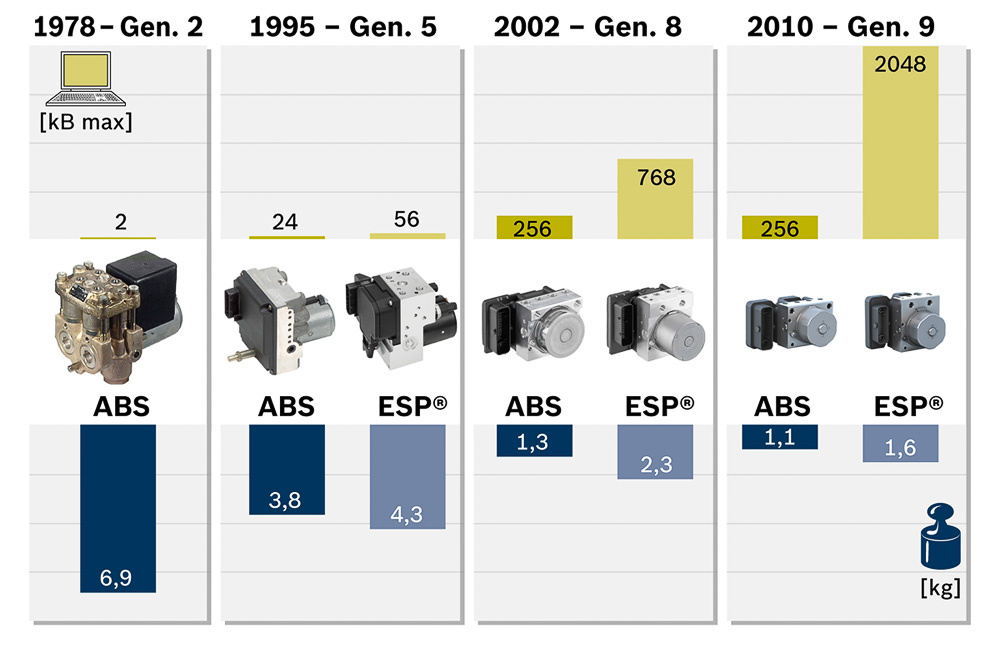 1978 – Gen. 2
1995 – Gen. 5
2002 – Gen. 8
2010 – Gen. 9
[kB max]
2
24
56
256
768
256
2048
ABS
ABS
ESP®
ABS
ESP®
ABS
ESP®
6,9
3,8
4,3
1,3
2,3
1,1
1,6
[kg]